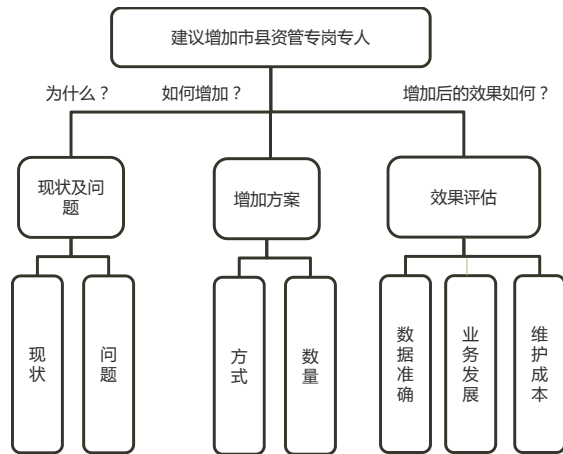 建议增加市县资管专岗专人
为什么？
如何增加？
增加后的效果如何？
现状及问
题
增加方案
效果评估
现状
问题
方式
数量
数据准确
业务发展
维护成本